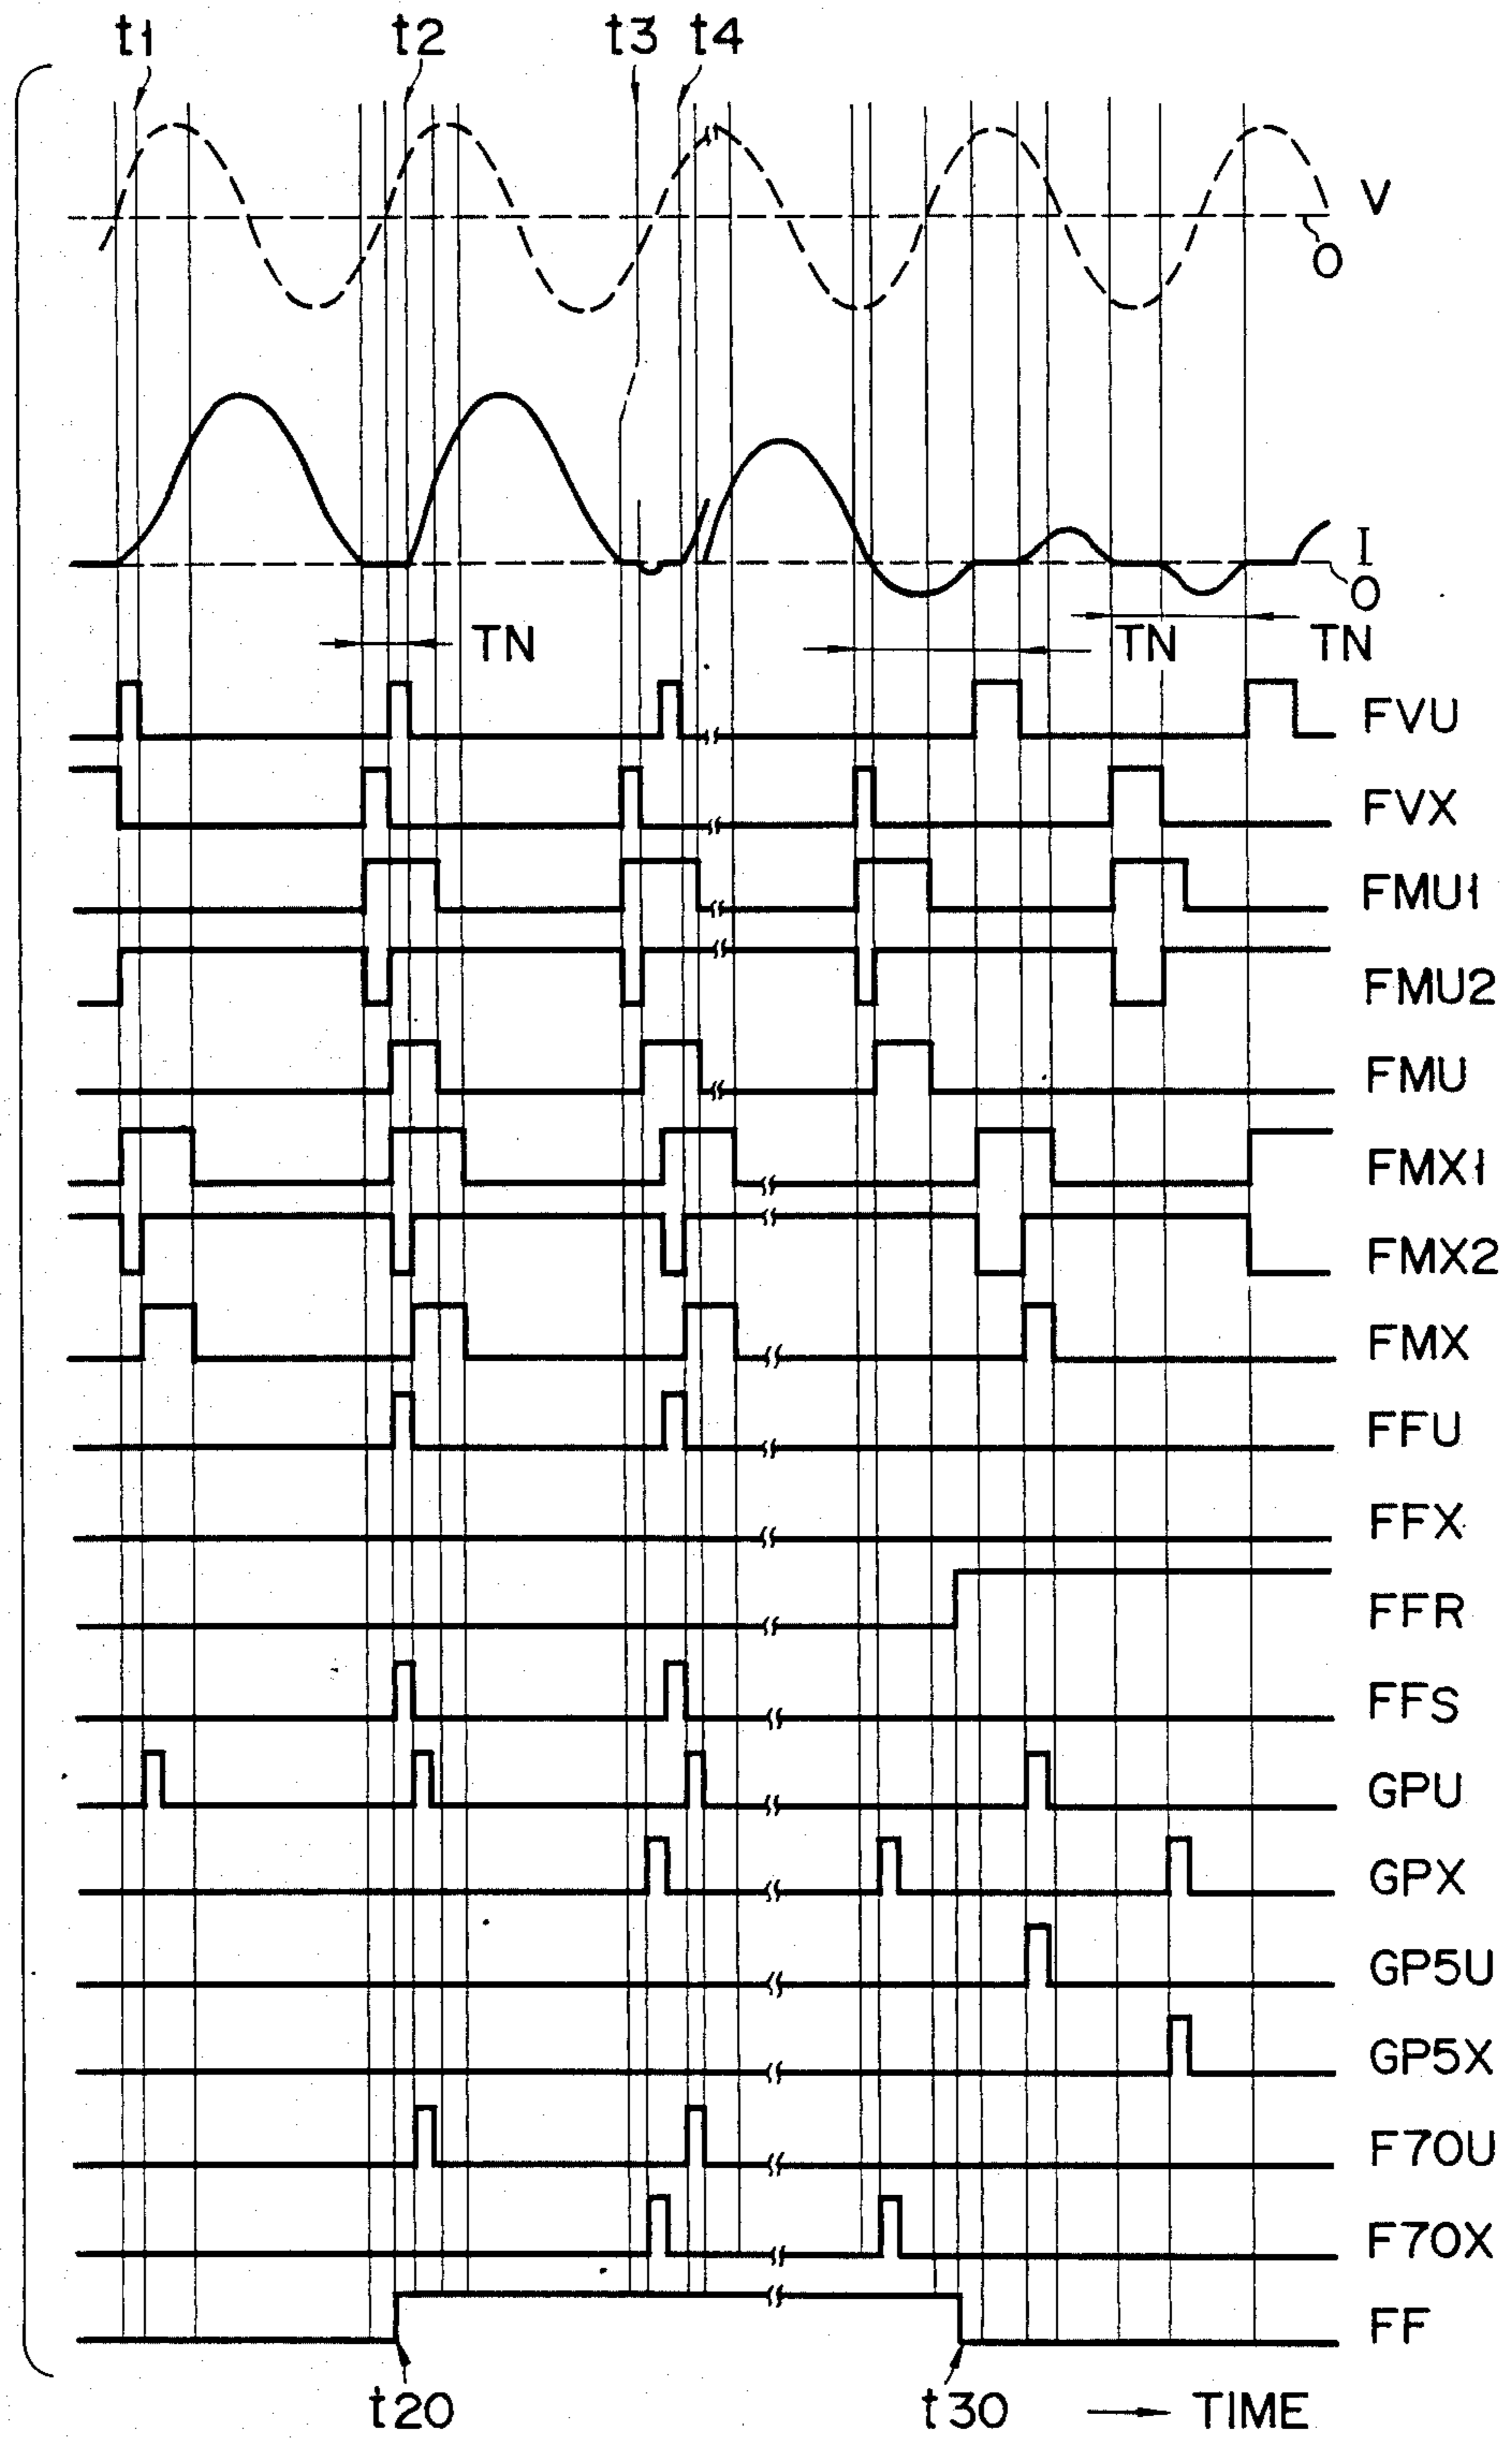 t1 t2 t3 t4
V
O
I
O
TN TN TN
FVU
FVX
FMU1
FMU2
FMU
FMX1
FMX2
FMX
FFU
FFX
FFR
FFS
GPU
GPX
GP5U
GP5X
F70U
F70X
FF
t20 t30 TIME